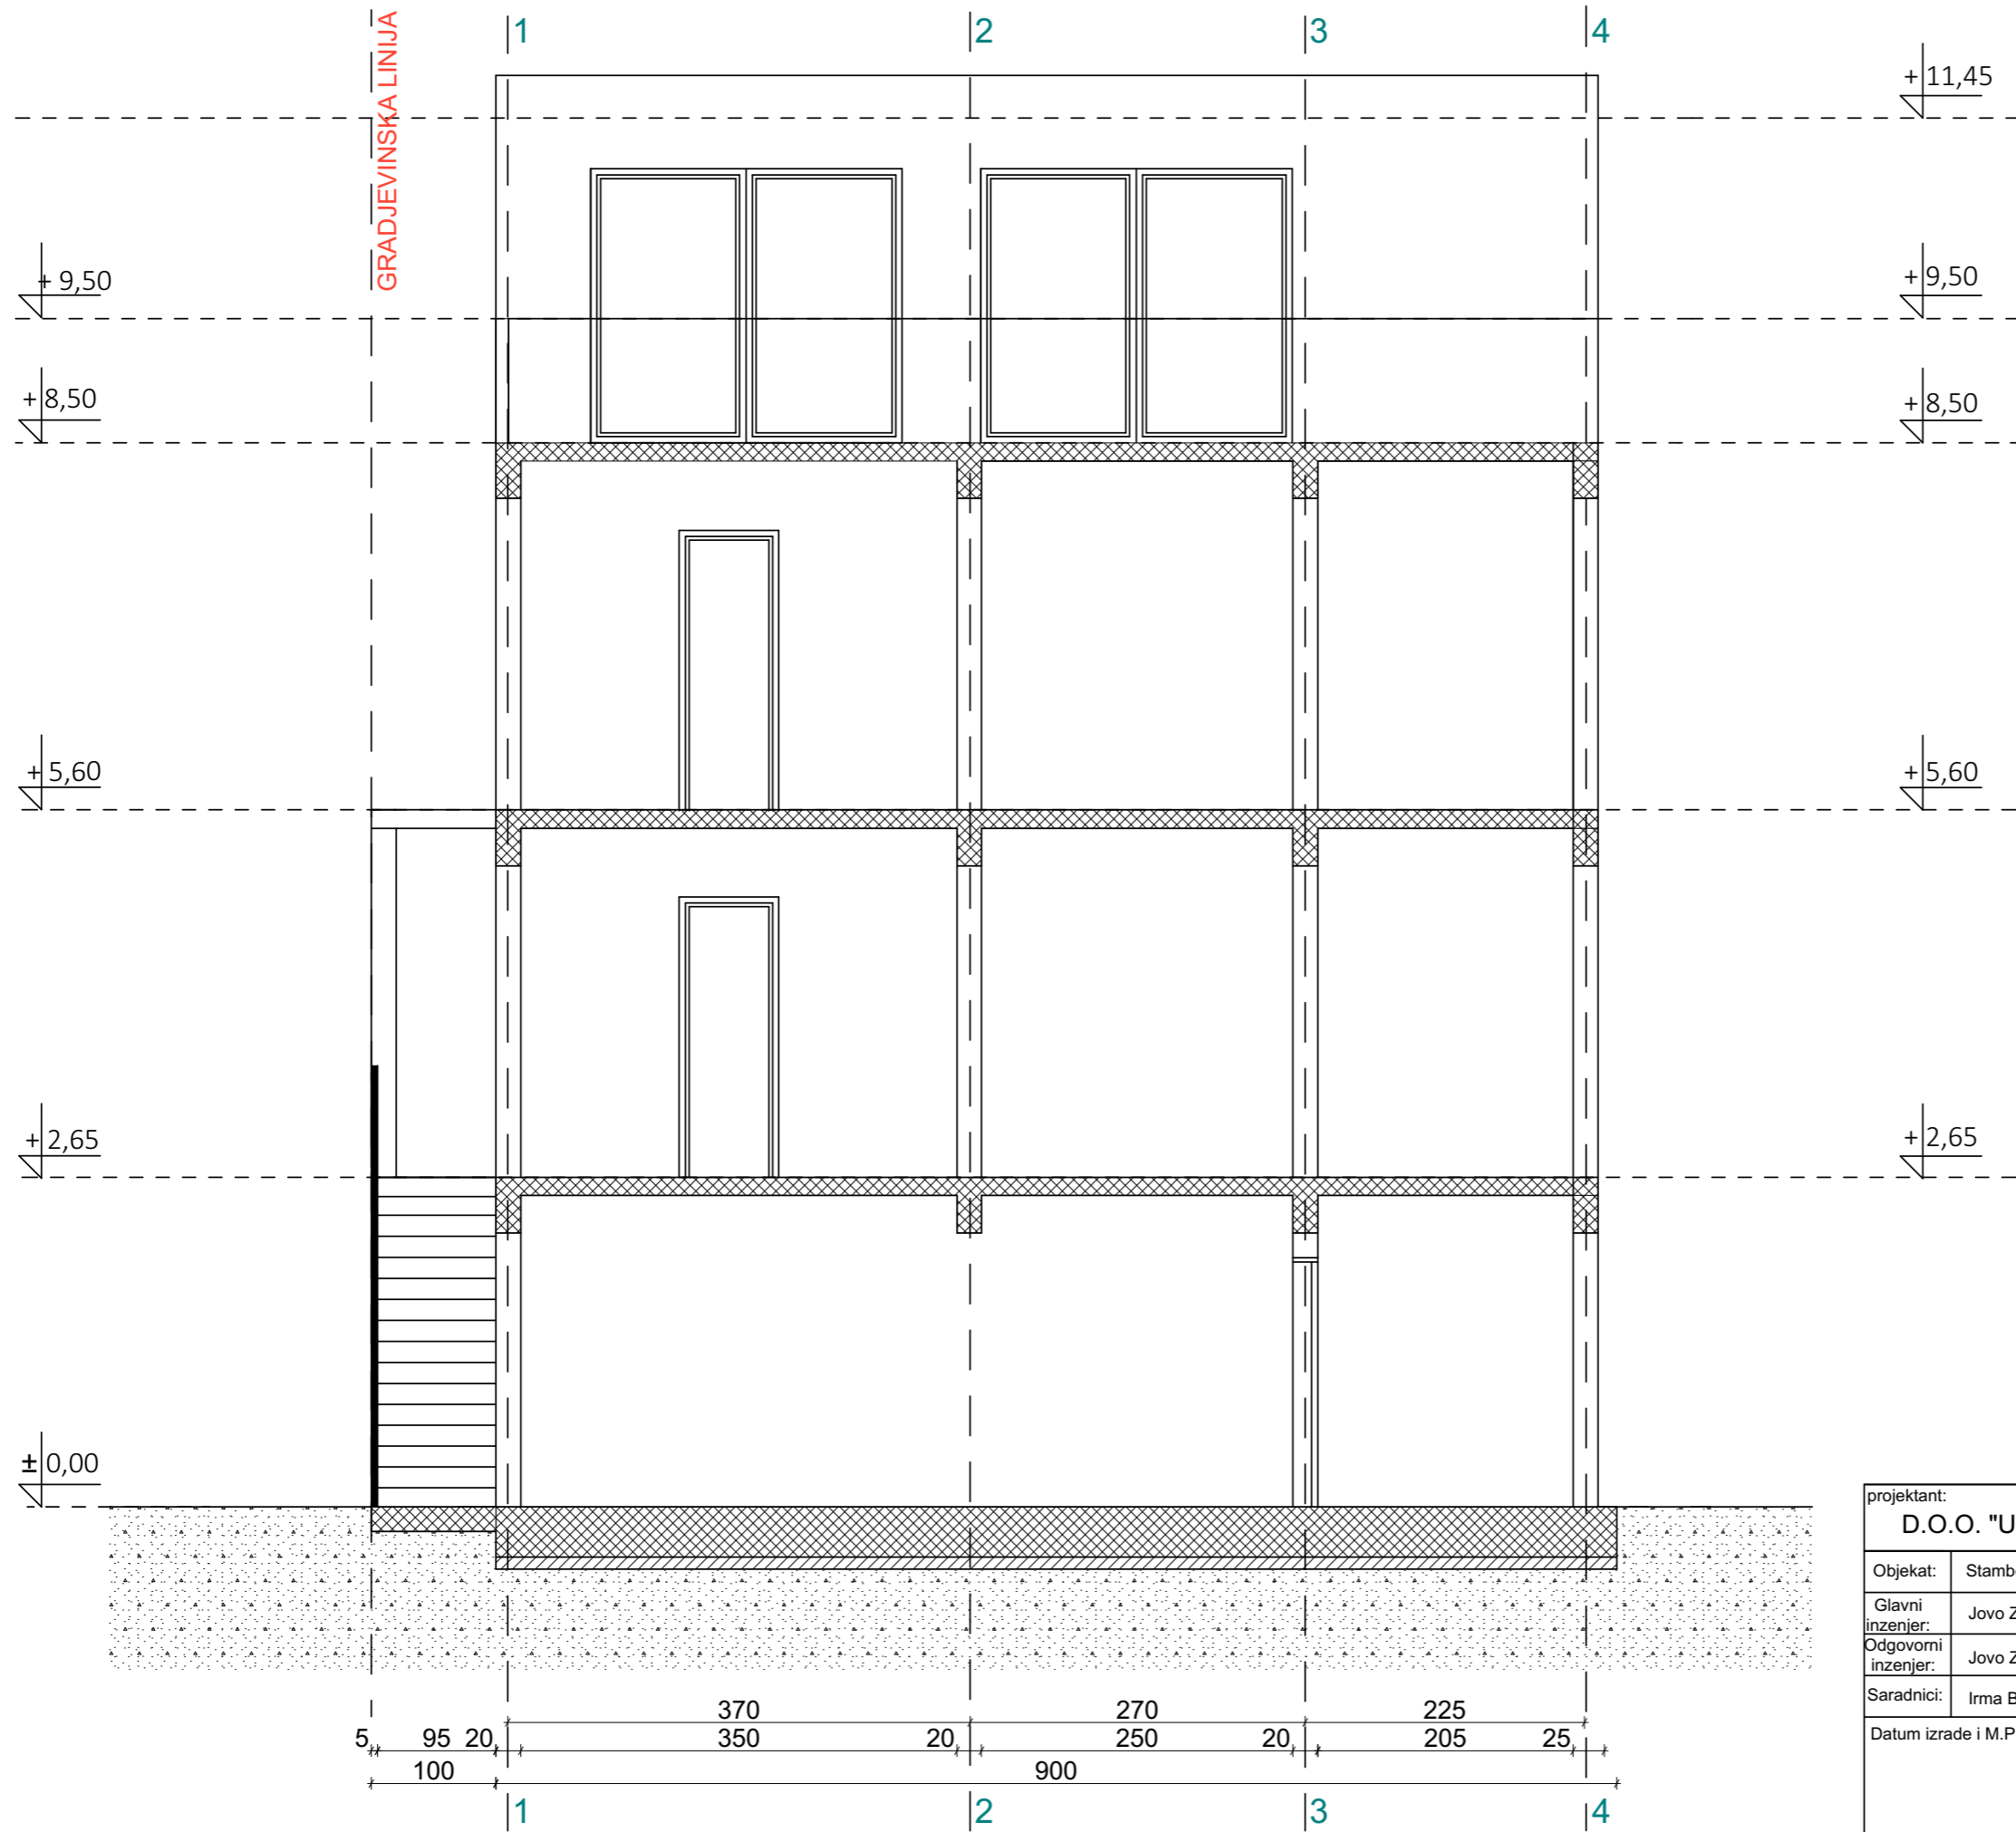 GRADJEVINSKA LINIJA
1 2 3 4
+ 11,45
+ 9,50 + 9,50
+ 8,50 + 8,50
+ 5,60 + 5,60
+ 2,65 + 2,65
± 0,00
projektant:
D.O.O. "U
Objekat: Stamb
Glavni inzenjer: Jovo Z
Odgovorni inzenjer: Jovo Z
Saradnici: Irma B
Datum izrade i M.P
370 270 225
5 95 20 350 20 250 20 205 25
100 900
1 2 3 4